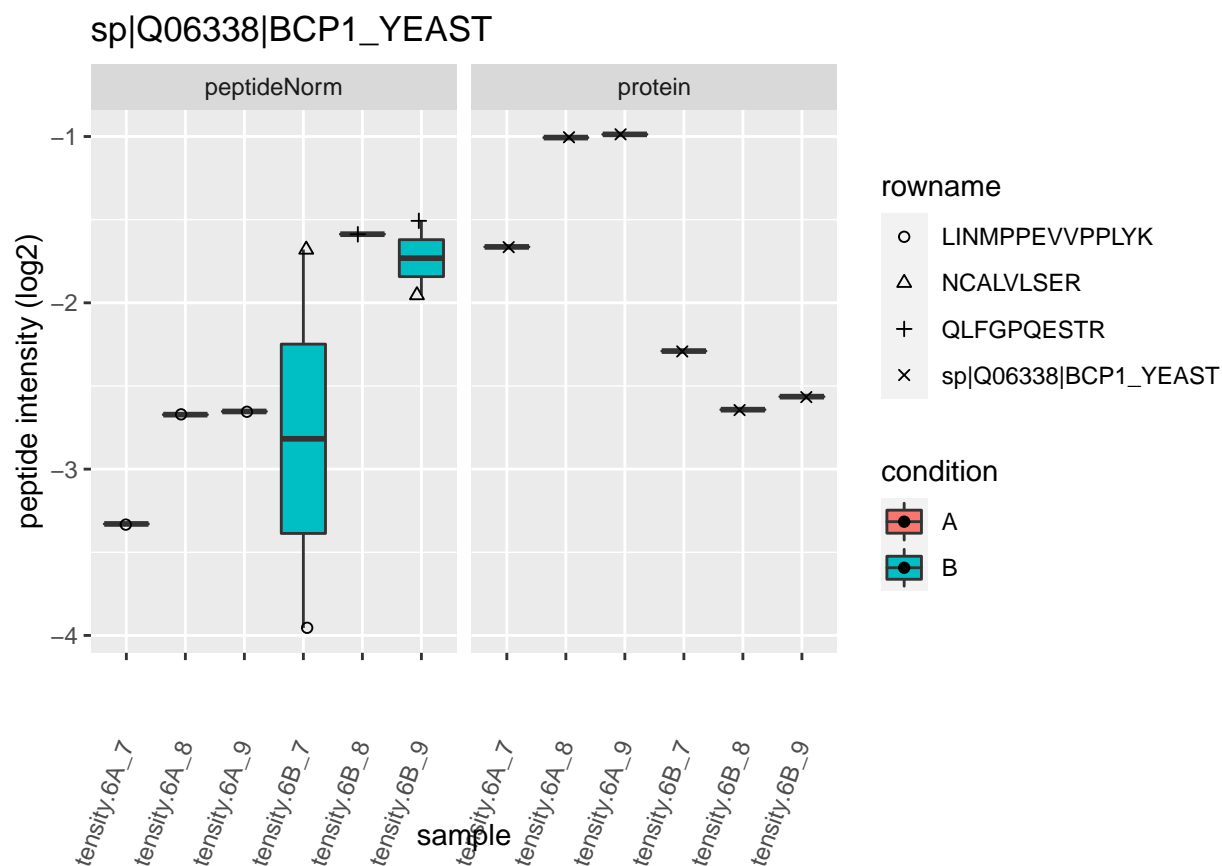 sp|Q06338|BCP1_YEAST
peptideNorm
protein
−1
−2
−3
−4
peptide intensity (log2)
tensity.6A_7
tensity.6A_8
tensity.6A_9
tensity.6B_7
tensity.6B_8
tensity.6B_9
tensity.6A_7
tensity.6A_8
tensity.6A_9
tensity.6B_7
tensity.6B_8
tensity.6B_9
sample
rowname
LINMPPEVVPPLYK
NCALVLSER
QLFGPQESTR
sp|Q06338|BCP1_YEAST
condition
A
B